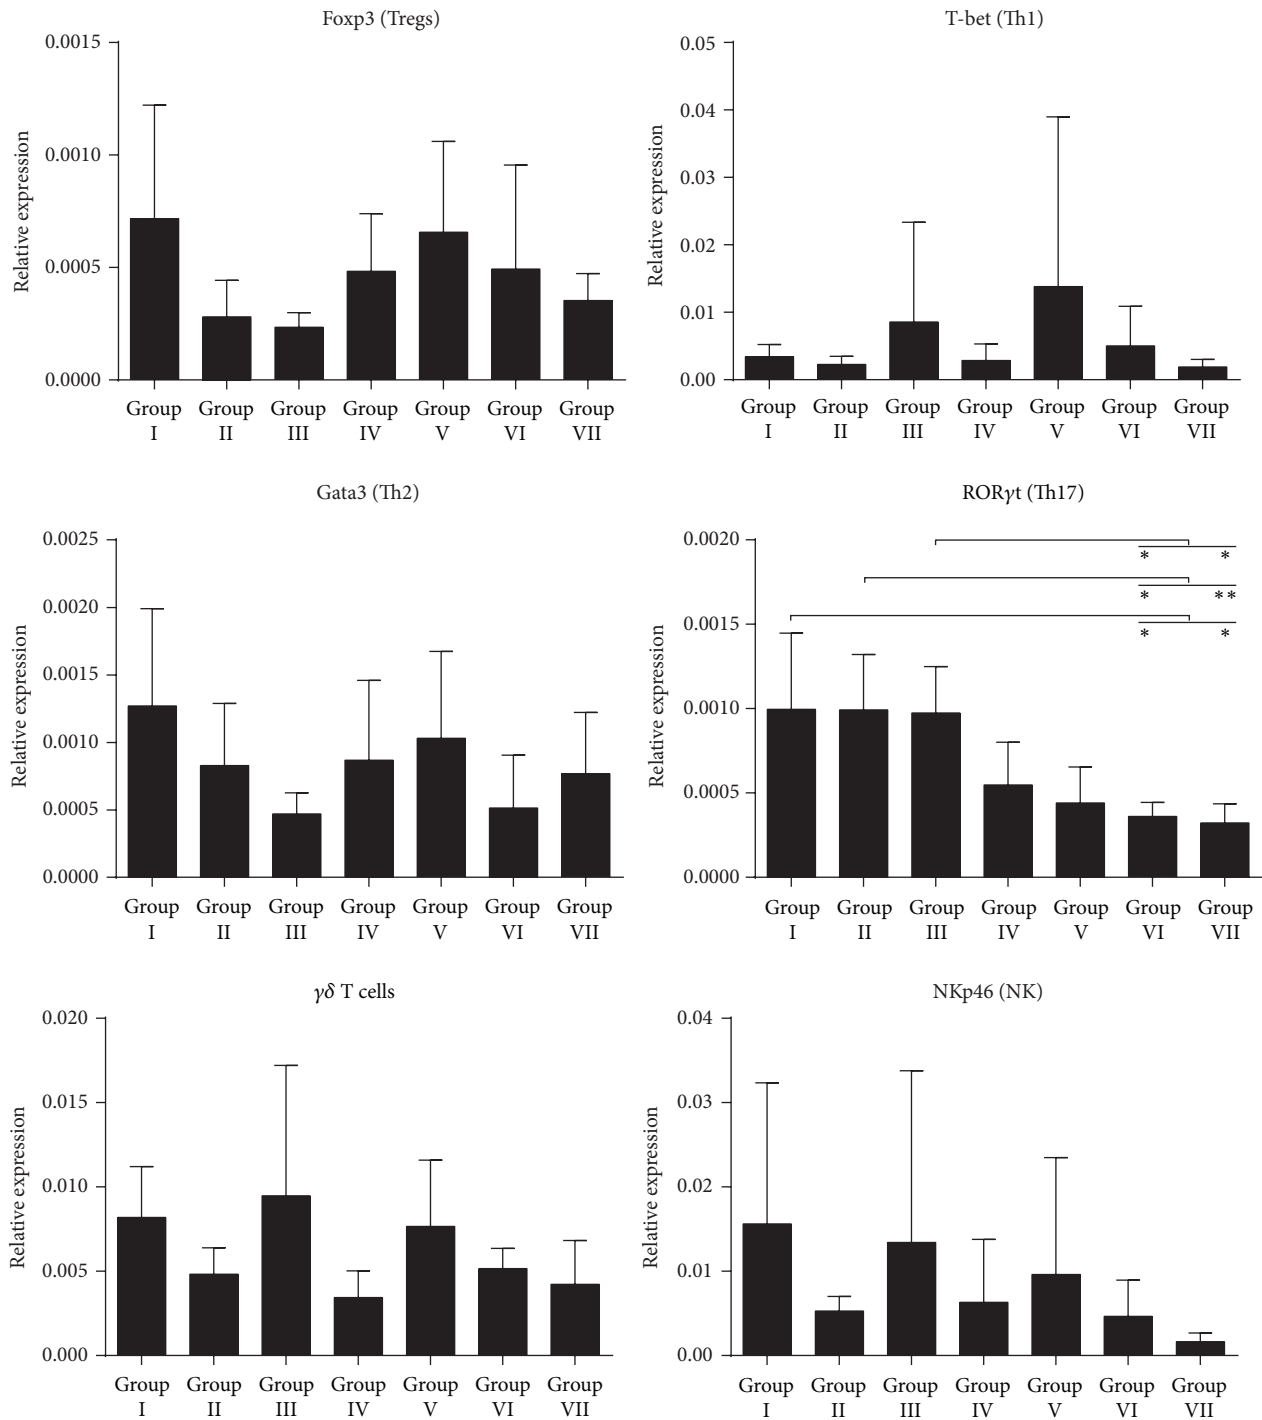 Foxp3 (Tregs)
Relative expression
0.0015
0.0010
0.0005
0.0000
Group Group Group Group Group Group Group
I II III IV V VI VII
T-bet (Th1)
Relative expression
0.05
0.04
0.03
0.02
0.01
0.00
Group Group Group Group Group Group Group
I II III IV V VI VII
Gata3 (Th2)
Relative expression
0.0025
0.0020
0.0015
0.0010
0.0005
0.0000
Group Group Group Group Group Group Group
I II III IV V VI VII
RORγt (Th17)
Relative expression
0.0020
0.0015
0.0010
0.0005
0.0000
* *
* **
* *
Group Group Group Group Group Group Group
I II III IV V VI VII
γδ T cells
Relative expression
0.020
0.015
0.010
0.005
0.000
Group Group Group Group Group Group Group
I II III IV V VI VII
NKp46 (NK)
Relative expression
0.04
0.03
0.02
0.01
0.00
Group Group Group Group Group Group Group
I II III IV V VI VII